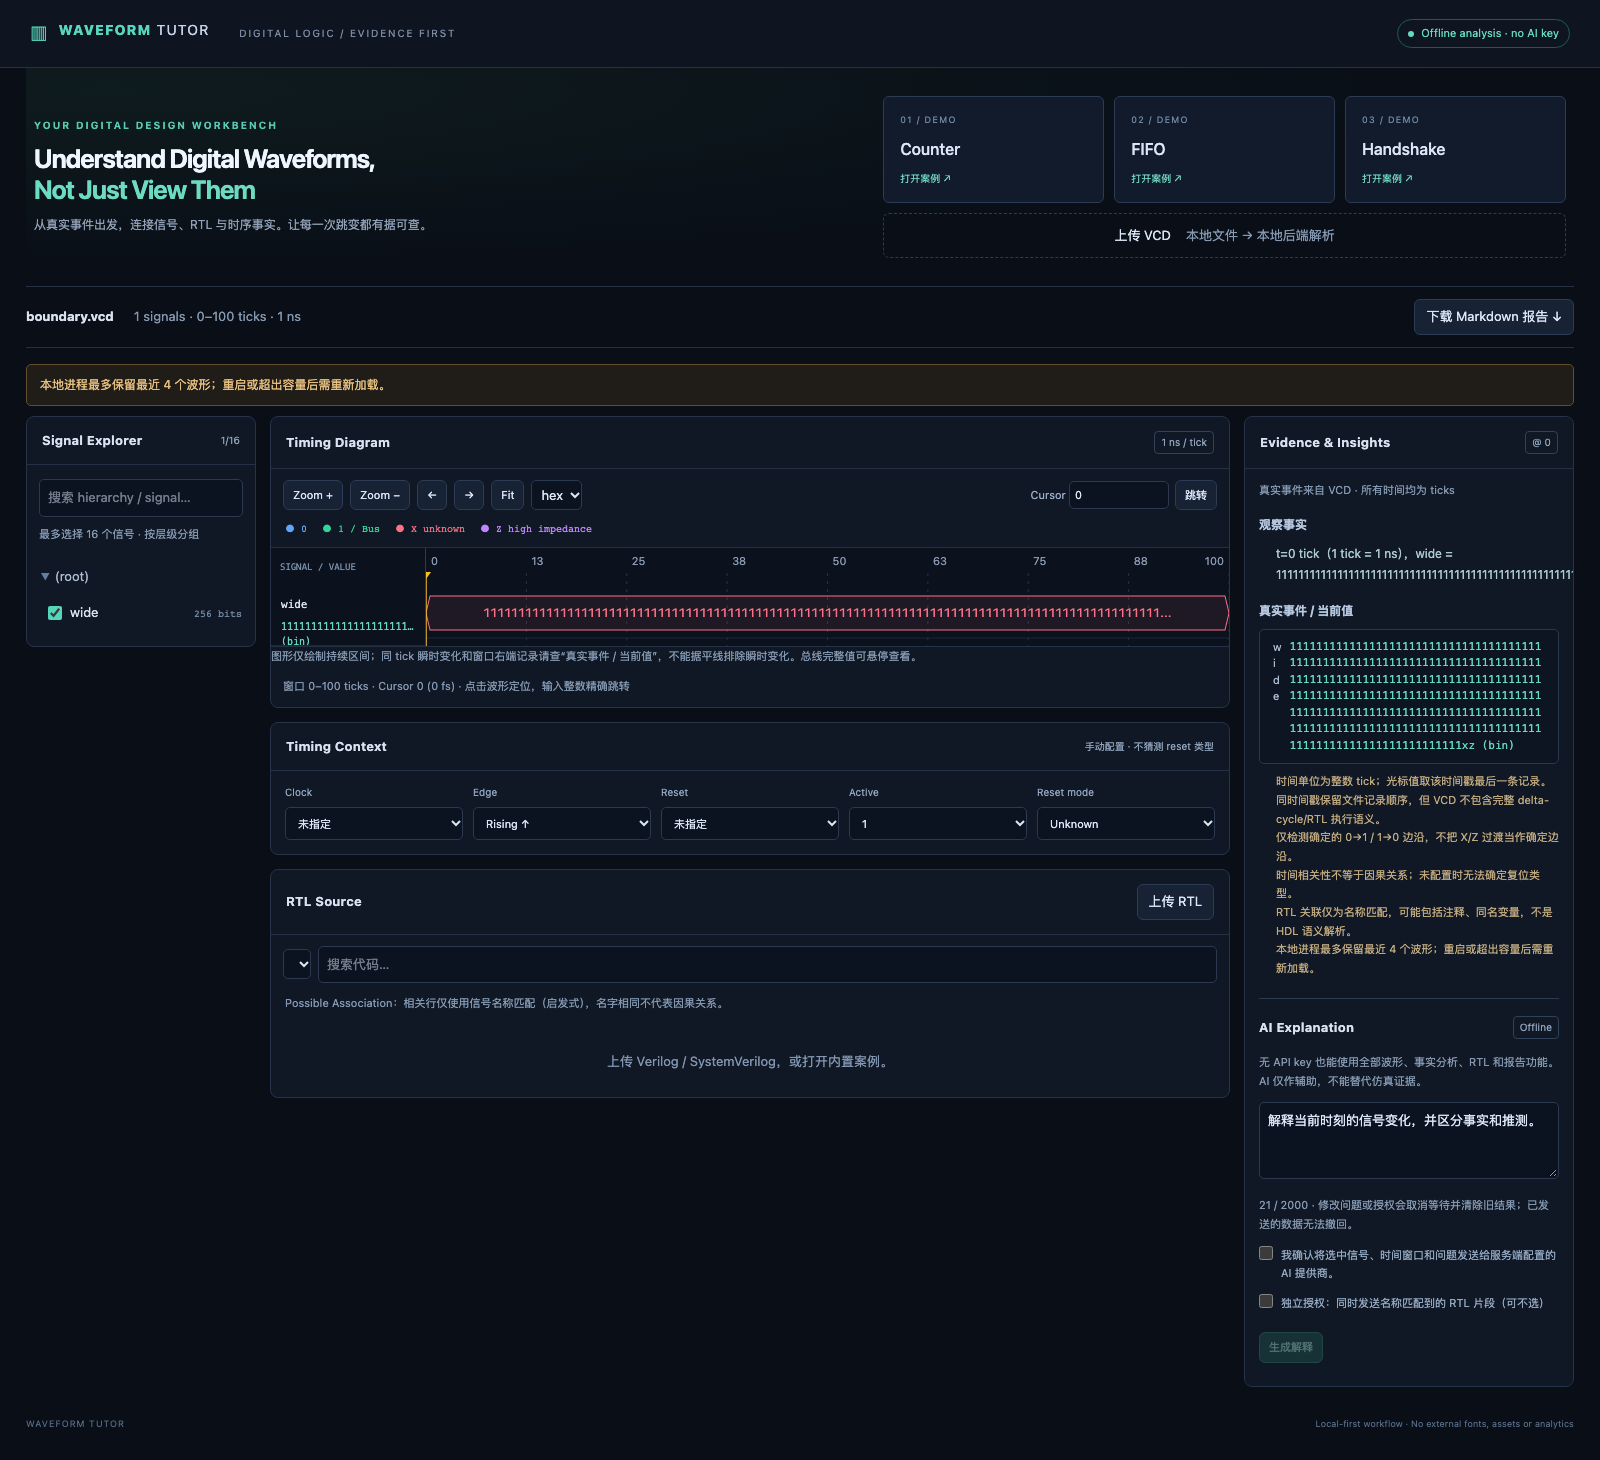 WAVEFORM TUTOR
DIGITAL LOGIC / EVIDENCE FIRST
Offline analysis · no AI key
YOUR DIGITAL DESIGN WORKBENCH
Understand Digital Waveforms,
Not Just View Them
从真实事件出发，连接信号、RTL 与时序事实。让每一次跳变都有据可查。
01 / DEMO
Counter
打开案例 ↗
02 / DEMO
FIFO
打开案例 ↗
03 / DEMO
Handshake
打开案例 ↗
上传 VCD 本地文件 → 本地后端解析
boundary.vcd 1 signals · 0–100 ticks · 1 ns
下载 Markdown 报告 ↓
本地进程最多保留最近 4 个波形；重启或超出容量后需重新加载。
Signal Explorer 1/16
搜索 hierarchy / signal...
最多选择 16 个信号 · 按层级分组
▼ (root)
wide 256 bits
Timing Diagram 1 ns / tick
Zoom + Zoom − ← → Fit hex Cursor 0 跳转
0 1 / Bus X unknown Z high impedance
SIGNAL / VALUE 0 13 25 38 50 63 75 88 100
wide
(bin)
图形仅绘制持续区间；同 tick 瞬时变化和窗口右端记录请查“真实事件 / 当前值”，不能据平线排除瞬时变化。总线完整值可悬停查看。
窗口 0–100 ticks · Cursor 0 (0 fs) · 点击波形定位，输入整数精确跳转
Timing Context 手动配置 · 不猜测 reset 类型
Clock Edge Reset Active Reset mode
未指定 Rising ↑ 未指定 1 Unknown
RTL Source 上传 RTL
搜索代码...
Possible Association：相关行仅使用信号名称匹配（启发式），名字相同不代表因果关系。
上传 Verilog / SystemVerilog，或打开内置案例。
Evidence & Insights @ 0
真实事件来自 VCD · 所有时间均为 ticks
观察事实
t=0 tick（1 tick = 1 ns），wide =
真实事件 / 当前值
wide
xz (bin)
时间单位为整数 tick；光标值取该时间戳最后一条记录。
同时间戳保留文件记录顺序，但 VCD 不包含完整 delta-
cycle/RTL 执行语义。
仅检测确定的 0→1 / 1→0 边沿，不把 X/Z 过渡当作确定边
沿。
时间相关性不等于因果关系；未配置时无法确定复位类
型。
RTL 关联仅为名称匹配，可能包括注释、同名变量，不是
HDL 语义解析。
本地进程最多保留最近 4 个波形；重启或超出容量后需重
新加载。
AI Explanation Offline
无 API key 也能使用全部波形、事实分析、RTL 和报告功能。
AI 仅作辅助，不能替代仿真证据。
解释当前时刻的信号变化，并区分事实和推测。
21 / 2000 · 修改问题或授权会取消等待并清除旧结果；已发
送的数据无法撤回。
我确认将选中信号、时间窗口和问题发送给服务端配置的
AI 提供商。
独立授权：同时发送名称匹配到的 RTL 片段（可不选）
生成解释
WAVEFORM TUTOR
Local-first workflow · No external fonts, assets or analytics